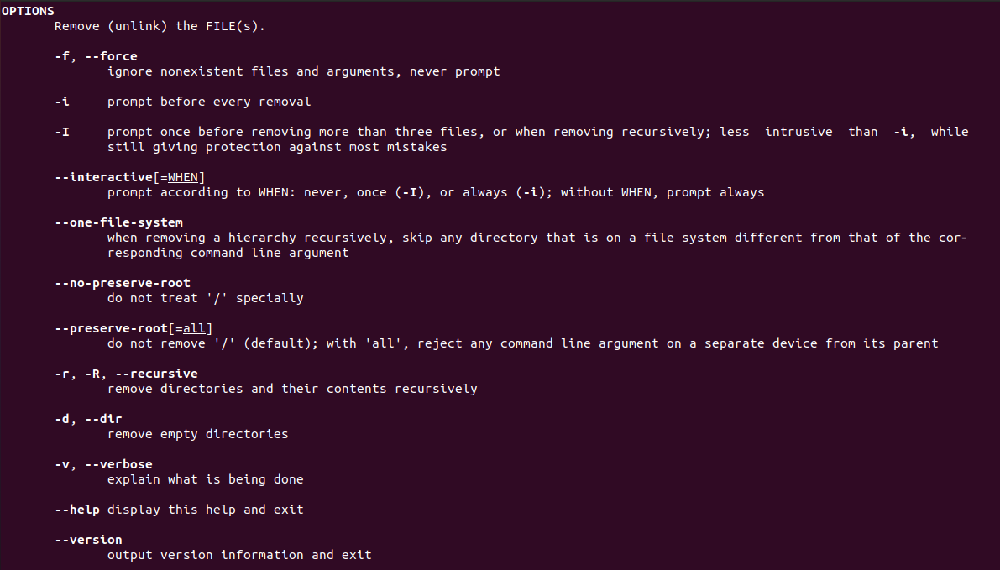 OPTIONS
Remove (unlink) the FILE(s).
-f, --force
ignore nonexistent files and arguments, never prompt
-i prompt before every removal
-I prompt once before removing more than three files, or when removing recursively; less intrusive than -i, while
still giving protection against most mistakes
--interactive[=WHEN]
prompt according to WHEN: never, once (-I), or always (-i); without WHEN, prompt always
--one-file-system
when removing a hierarchy recursively, skip any directory that is on a file system different from that of the cor-
responding command line argument
--no-preserve-root
do not treat '/' specially
--preserve-root[=all]
do not remove '/' (default); with 'all', reject any command line argument on a separate device from its parent
-r, -R, --recursive
remove directories and their contents recursively
-d, --dir
remove empty directories
-v, --verbose
explain what is being done
--help display this help and exit
--version
output version information and exit